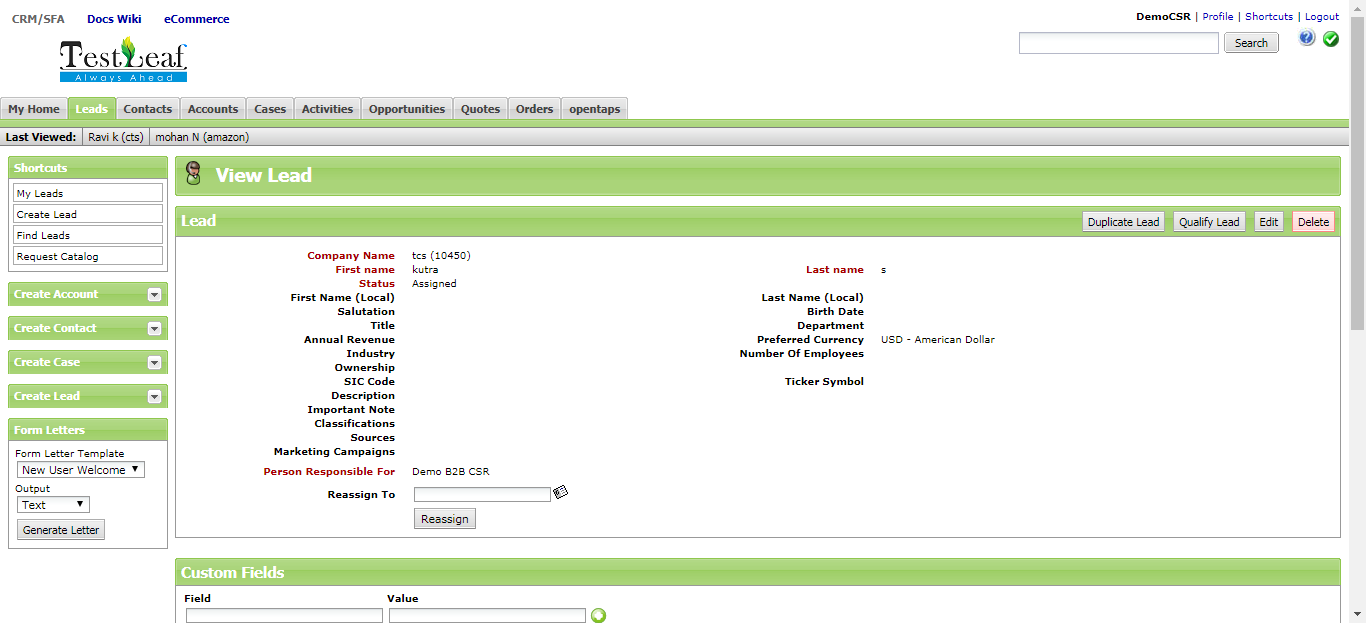 CRM/SFA Docs Wiki eCommerce
DemoCSR | Profile | Shortcuts | Logout
TestLeaf
Always Ahead
Search
My Home Leads Contacts Accounts Cases Activities Opportunities Quotes Orders opentaps
Last Viewed: Ravi k (cts) mohan N (amazon)
Shortcuts
My Leads
Create Lead
Find Leads
Request Catalog
Create Account
Create Contact
Create Case
Create Lead
Form Letters
Form Letter Template
New User Welcome
Output
Text
Generate Letter
View Lead
Lead Duplicate Lead Qualify Lead Edit Delete
Company Name tcs (10450)
First name kutra Last name s
Status Assigned
First Name (Local) Last Name (Local)
Salutation Birth Date
Title Department
Annual Revenue Preferred Currency USD - American Dollar
Industry Number Of Employees
Ownership
SIC Code Ticker Symbol
Description
Important Note
Classifications
Sources
Marketing Campaigns
Person Responsible For Demo B2B CSR
Reassign To
Reassign
Custom Fields
Field Value